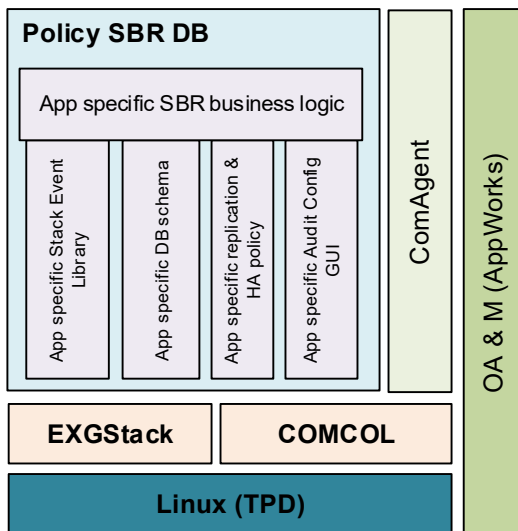 Policy SBR DB
App specific SBR business logic
App specific Stack Event
Library
App specific DB schema
App specific replication &
HA policy
App specific Audit Config
GUI
ComAgent
OA & M (AppWorks)
EXGStack
COMCOL
Linux (TPD)